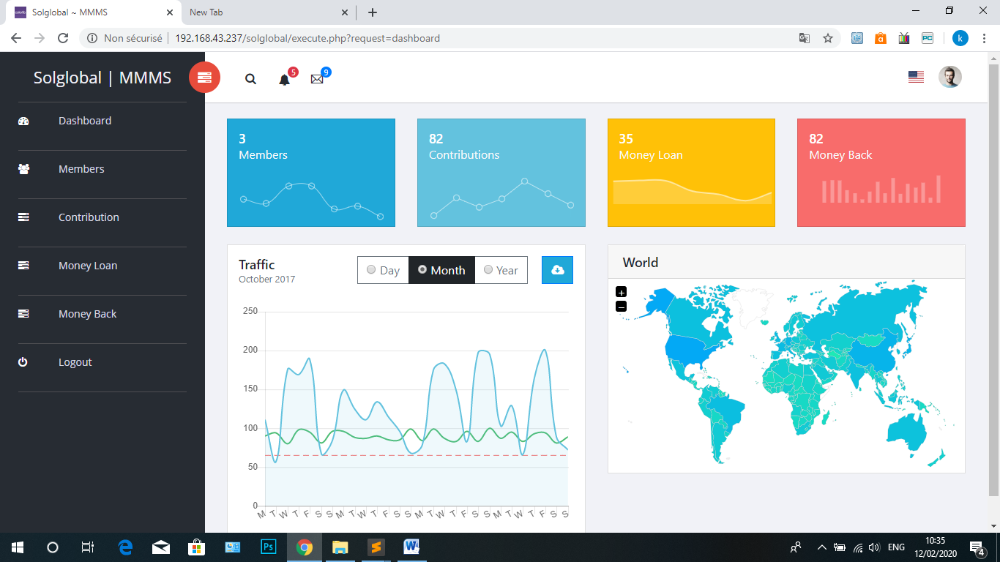 Solglobal ~ MMMS
New Tab
Non sécurisé
192.168.43.237/solglobal/execute.php?request=dashboard
PC
k
Solglobal | MMMS
5
9
Dashboard
Members
Contribution
Money Loan
Money Back
Logout
3
Members
82
Contributions
35
Money Loan
82
Money Back
Traffic
October 2017
Day
Month
Year
250
200
150
100
50
0
M T W T F S S M T W T F S S M T W T F S S M T W T F S S
World
+
−
Ps
W
ENG
10:35
12/02/2020
4